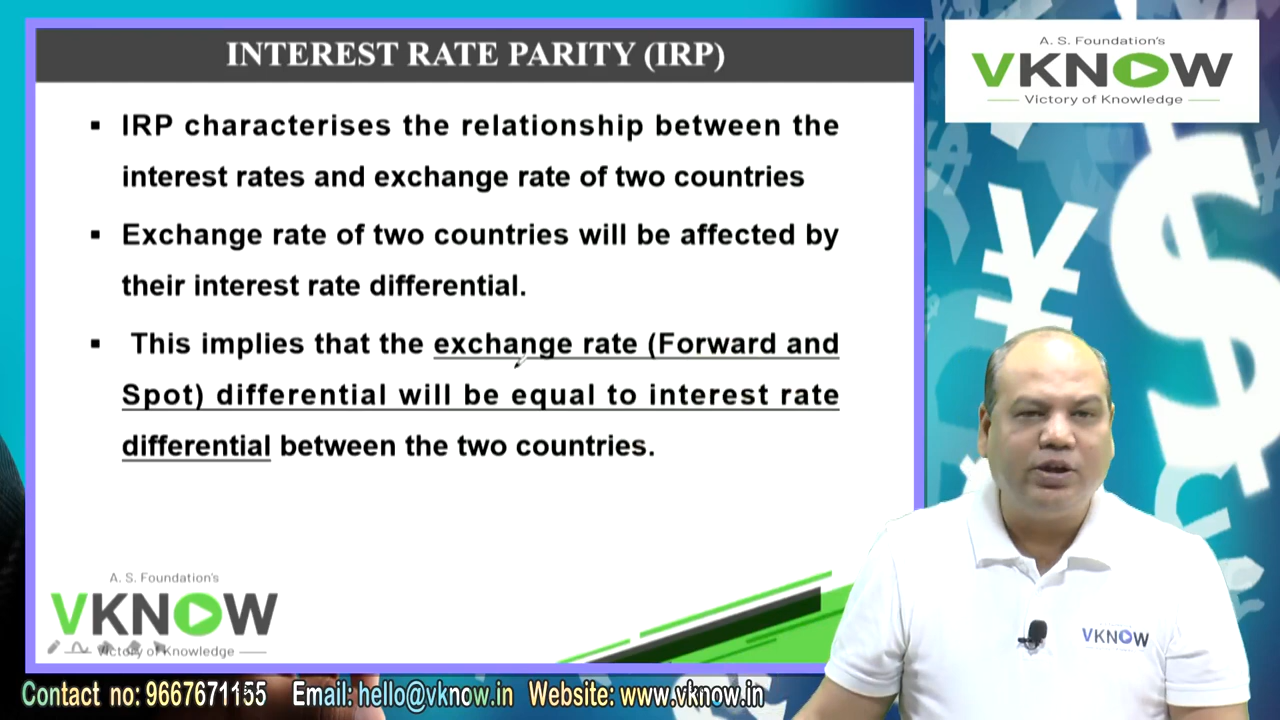 INTEREST RATE PARITY (IRP)
▪ IRP characterises the relationship between the
interest rates and exchange rate of two countries
▪ Exchange rate of two countries will be affected by
their interest rate differential.
▪ This implies that the exchange rate (Forward and
Spot) differential will be equal to interest rate
differential between the two countries.
A. S. Foundation's
VKNOW
Victory of Knowledge
A. S. Foundation's
VKNOW
Victory of Knowledge
VKNOW
Contact no: 9667671155 Email: hello@vknow.in Website: www.vknow.in